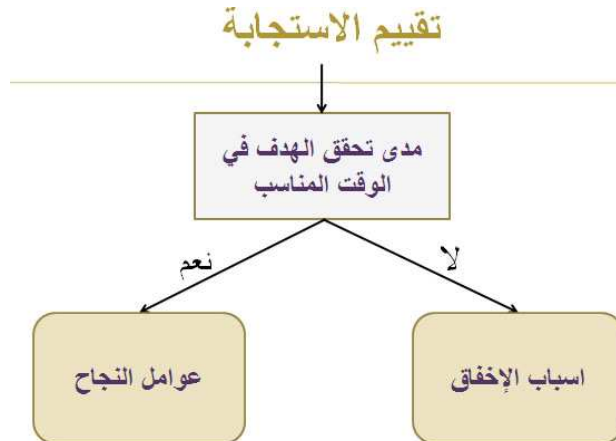 تقييم الاستجابة
مدى تحقق الهدف في
الوقت المناسب
لا
نعم
اسباب الإخفاق
عوامل النجاح